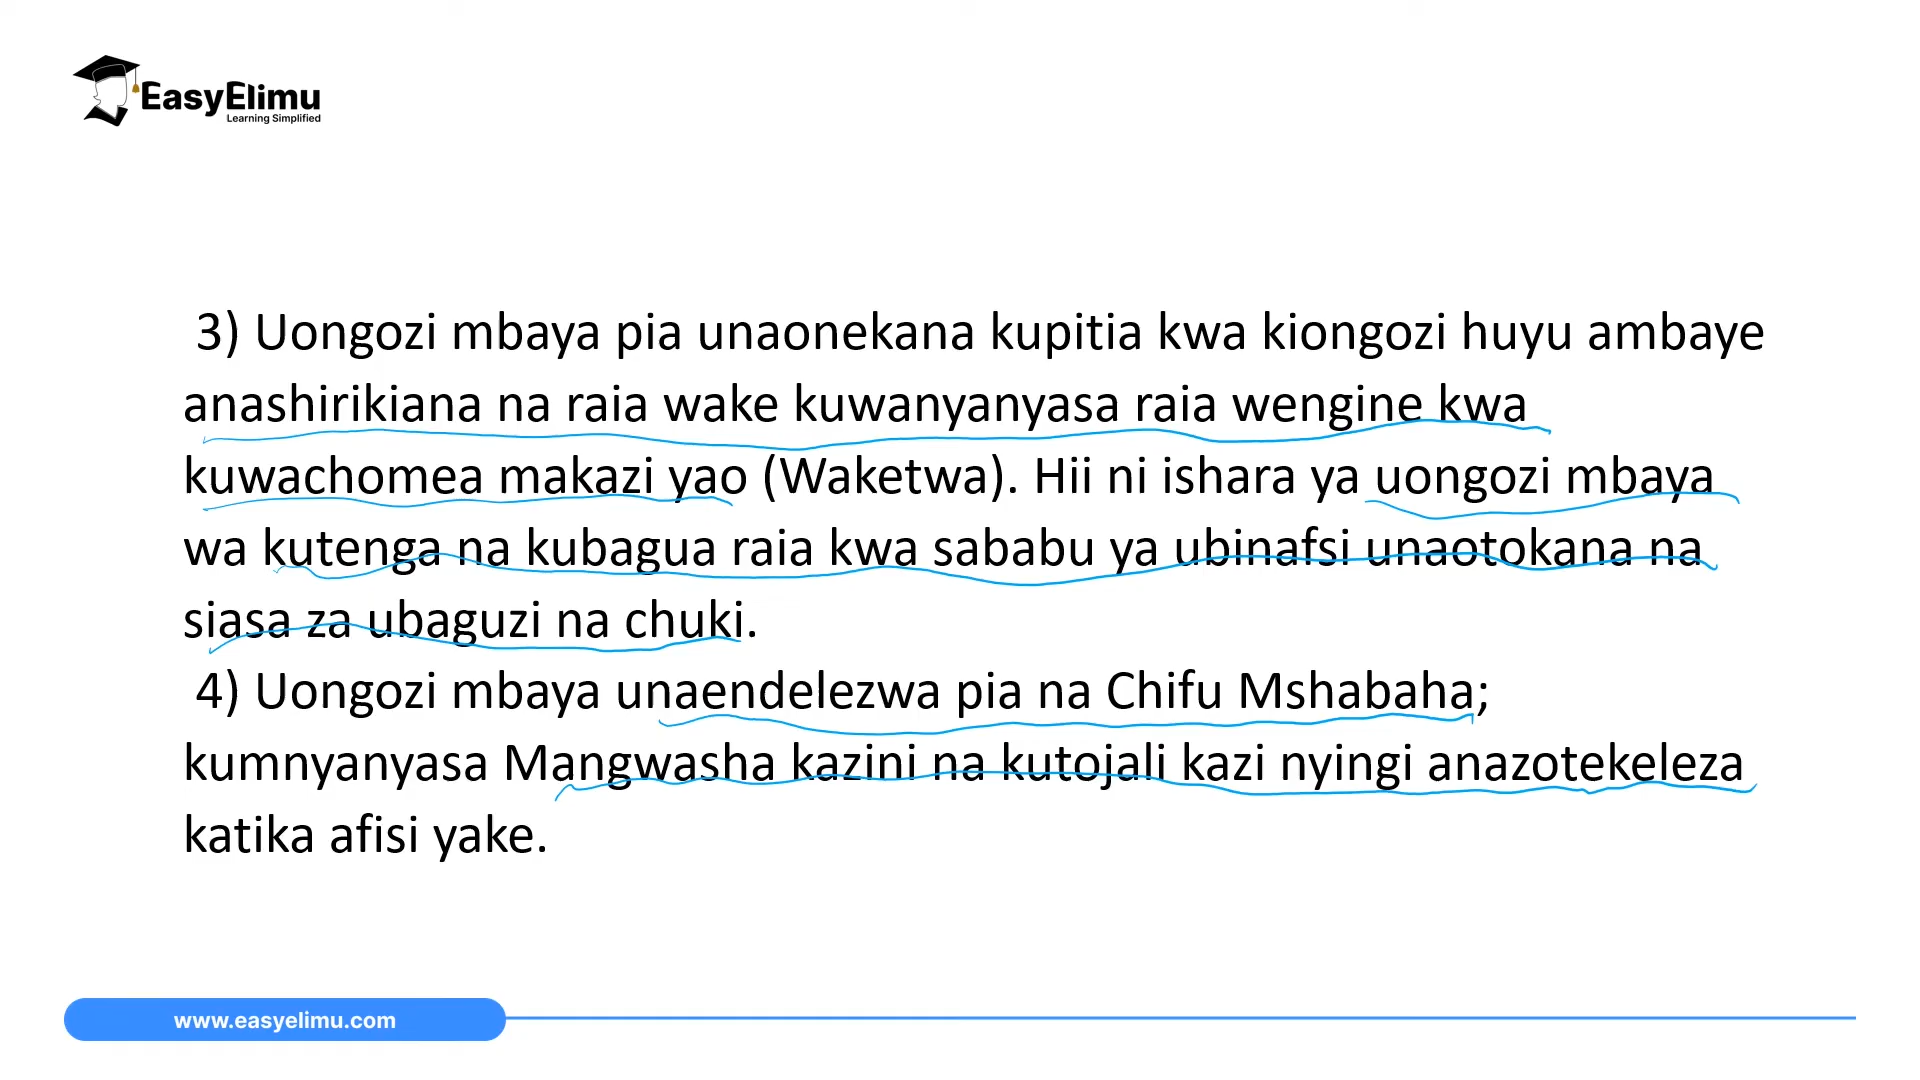 EasyElimu
Learning Simplified
3) Uongozi mbaya pia unaonekana kupitia kwa kiongozi huyu ambaye
anashirikiana na raia wake kuwanyanyasa raia wengine kwa
kuwachomea makazi yao (Waketwa). Hii ni ishara ya uongozi mbaya
wa kutenga na kubagua raia kwa sababu ya ubinafsi unaotokana na
siasa za ubaguzi na chuki.
4) Uongozi mbaya unaendelezwa pia na Chifu Mshabaha;
kumnyanyasa Mangwasha kazini na kutojali kazi nyingi anazotekeleza
katika afisi yake.
www.easyelimu.com